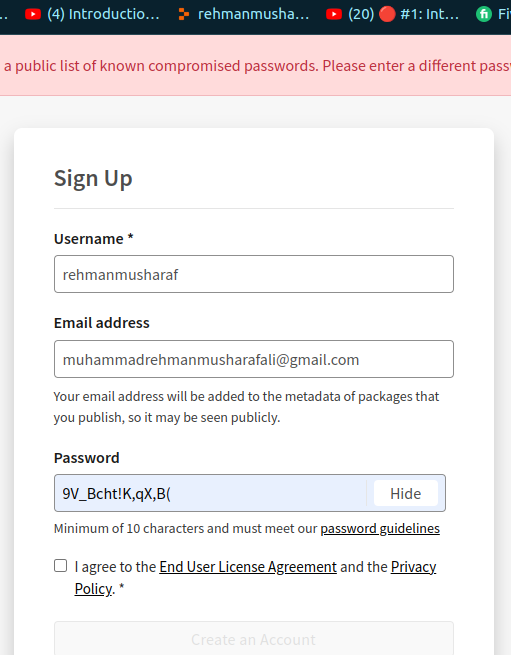 (4) Introductio... rehmanmusha... (20) 🔴 #1: Int...
a public list of known compromised passwords. Please enter a different
Sign Up
Username *
rehmanmusharaf
Email address
muhammadrehmanmusharafali@gmail.com
Your email address will be added to the metadata of packages that
you publish, so it may be seen publicly.
Password
9V_Bcht!K,qX,B( Hide
Minimum of 10 characters and must meet our password guidelines
I agree to the End User License Agreement and the Privacy
Policy. *
Create an Account